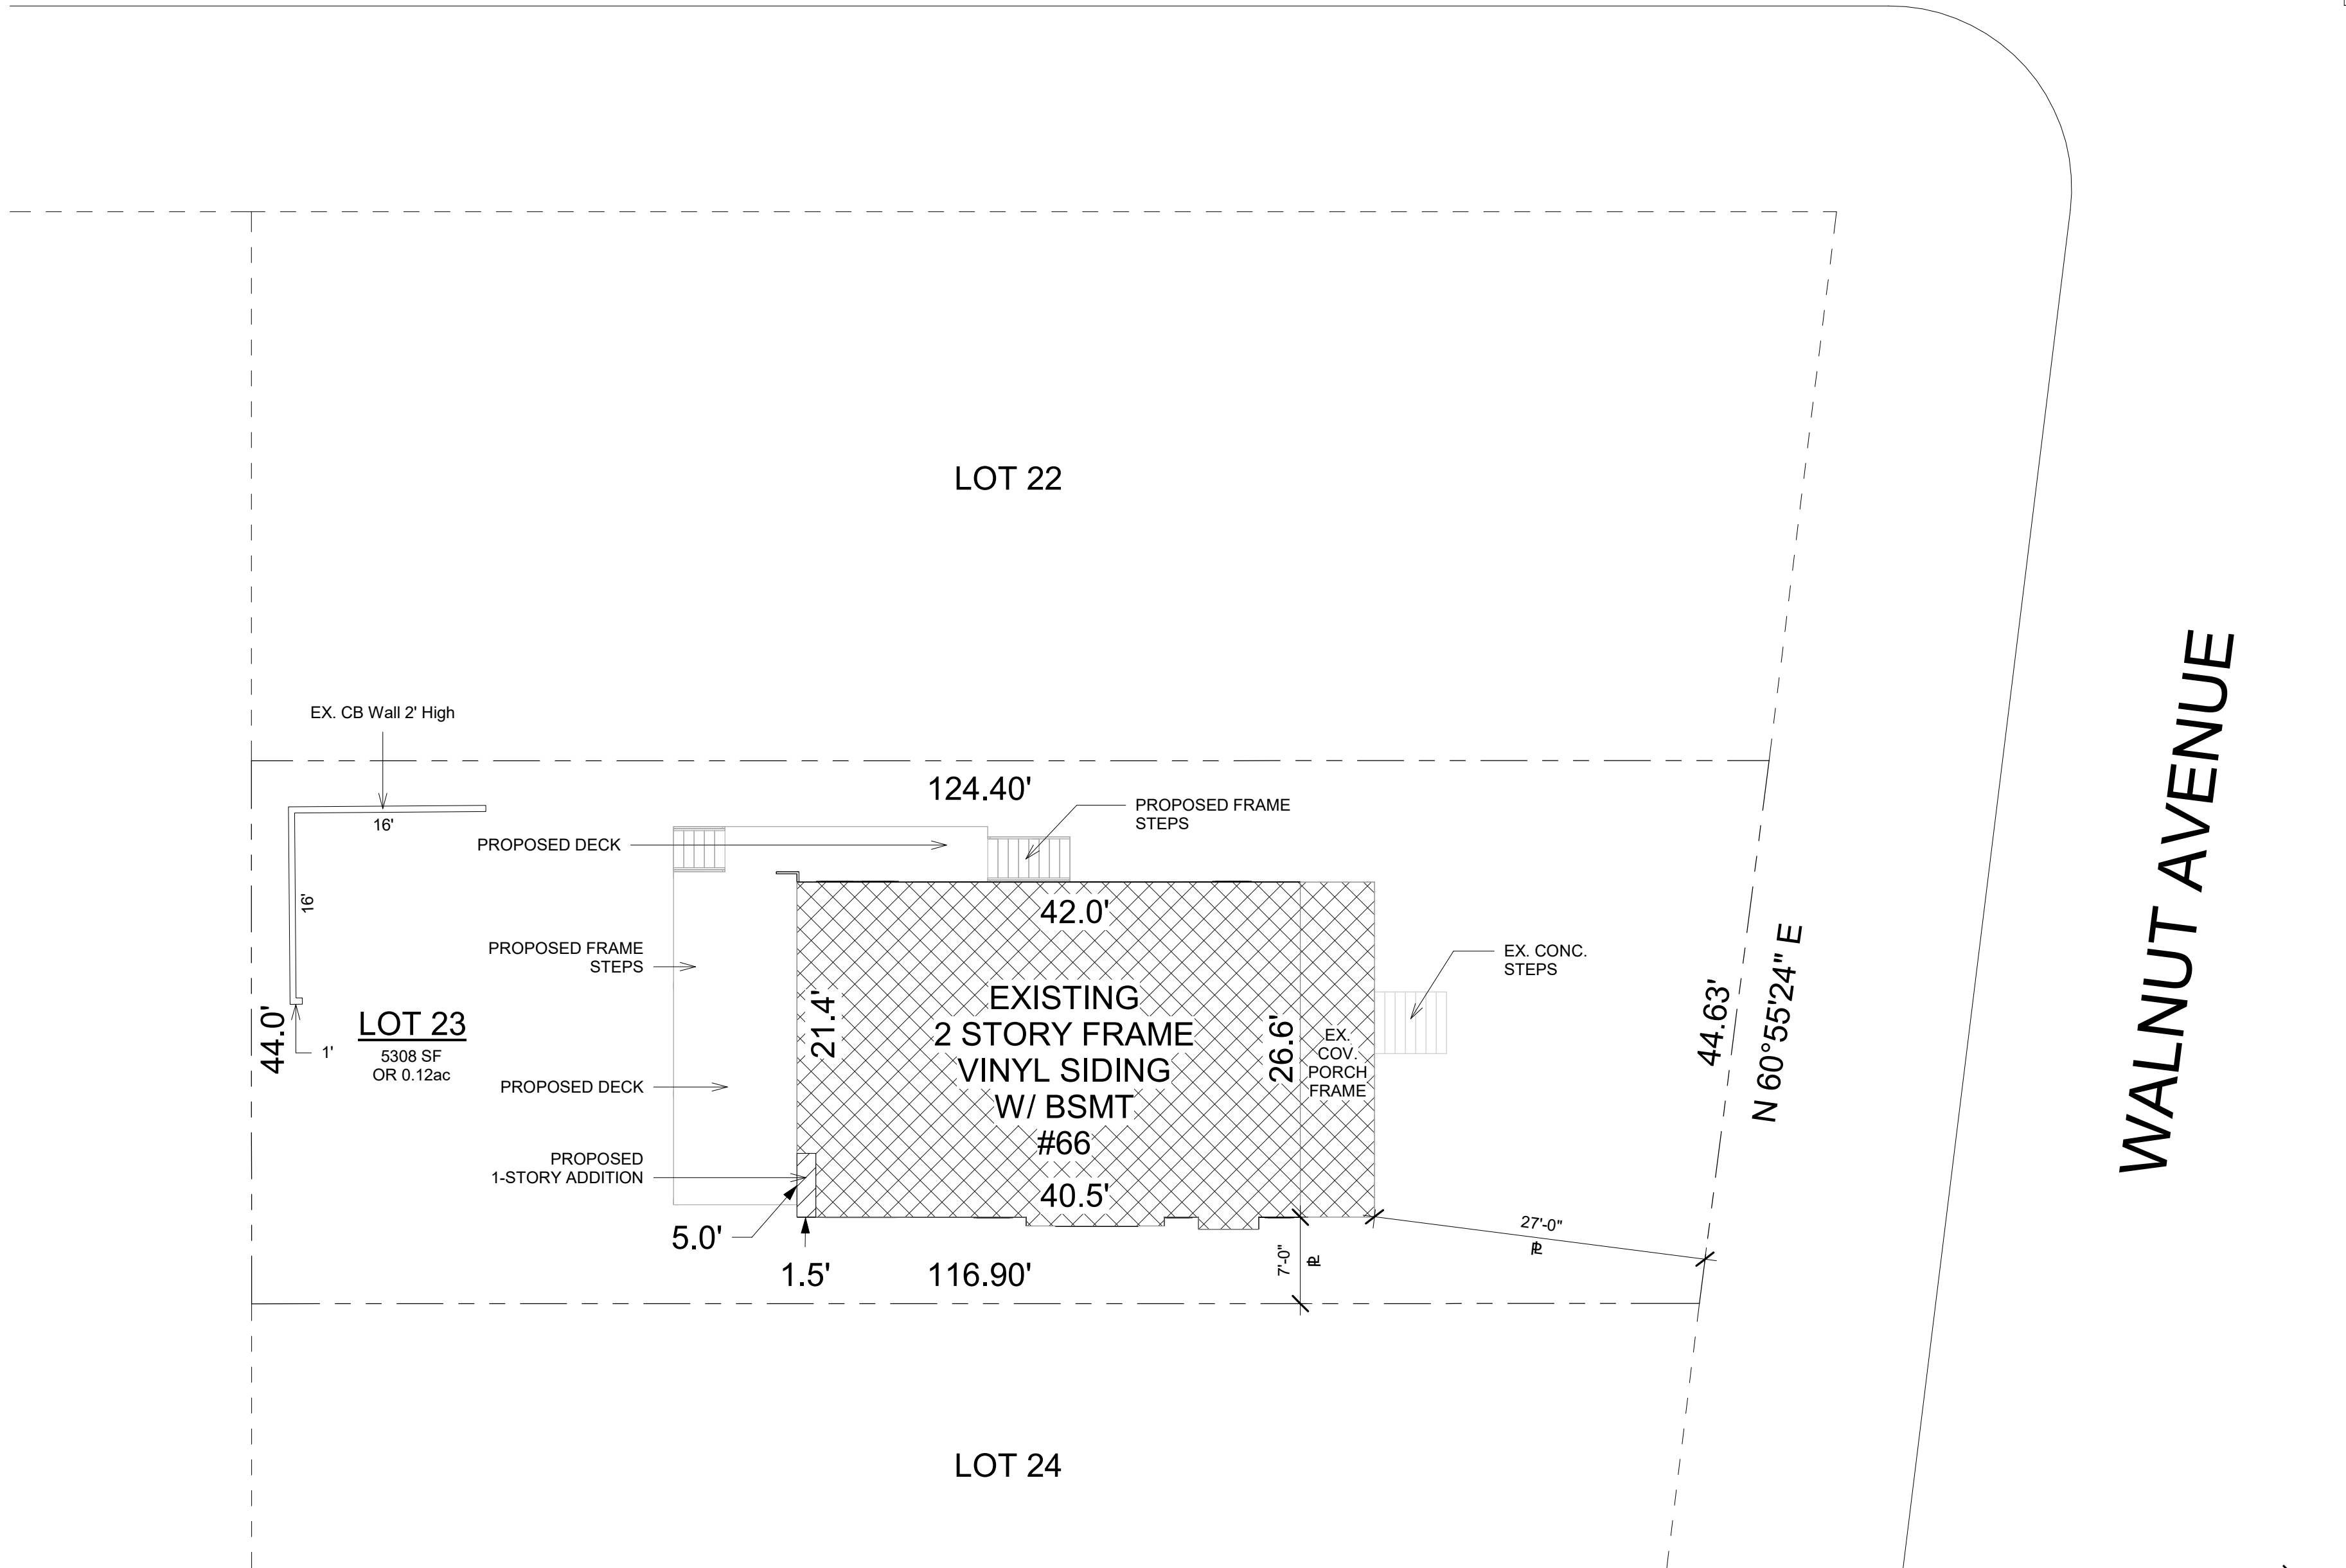 LOT 22
WALNUT AVENUE
EX. CB Wall 2' High
124.40'
PROPOSED FRAME
STEPS
16'
PROPOSED DECK
16'
42.0'
PROPOSED FRAME
STEPS
EX. CONC.
STEPS
44.0'
LOT 23
5308 SF
OR 0.12ac
1'
21.4'
EXISTING
2 STORY FRAME
VINYL SIDING
W/ BSMT
#66
26.6'
EX.
COV.
PORCH
FRAME
44.63'
N 60°55'24" E
PROPOSED DECK
PROPOSED
1-STORY ADDITION
40.5'
5.0'
1.5'
116.90'
7'-0"
PL
27'-0"
PL
LOT 24